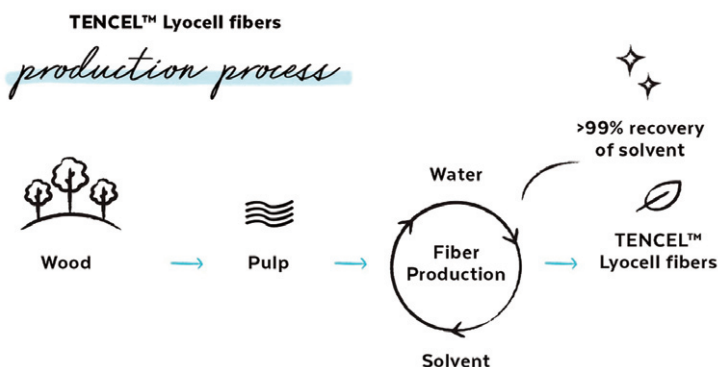 TENCEL™ Lyocell fibers
production process
>99% recovery
of solvent
Water
Wood
Pulp
Fiber
Production
TENCEL™
Lyocell fibers
Solvent